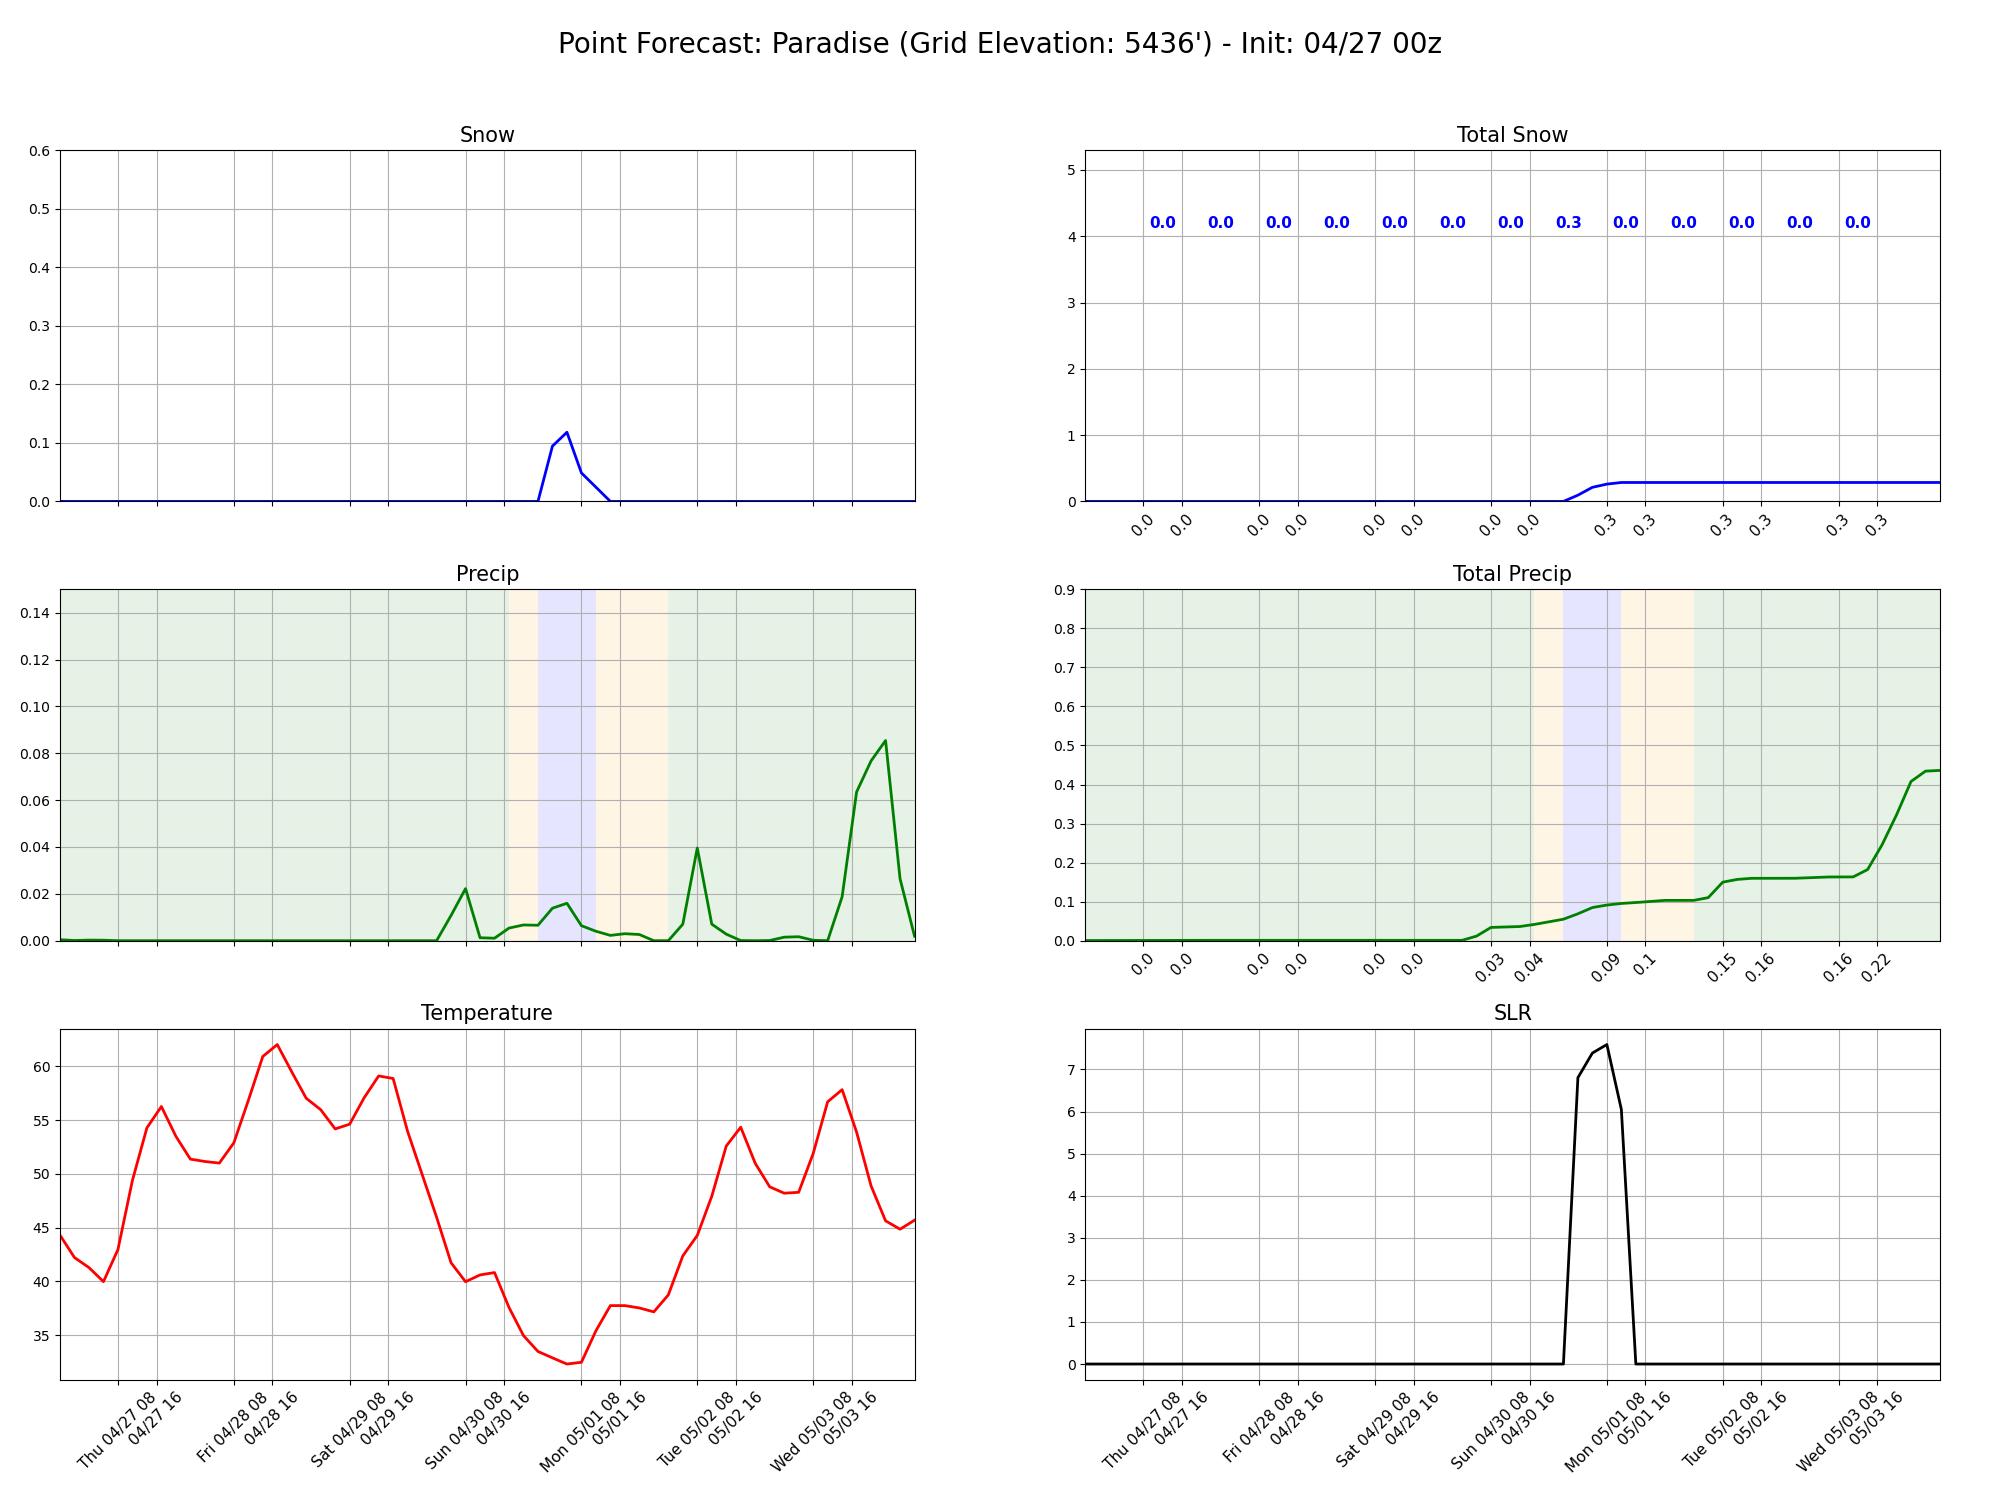 Point Forecast: Paradise (Grid Elevation: 5436') - Init: 04/27 00z
Snow
0.6
0.5
0.4
0.3
0.2
0.1
0.0
Total Snow
5
4
3
2
1
0
0.0 0.0 0.0 0.0 0.0 0.0 0.0 0.3 0.0 0.0 0.0 0.0 0.0
0.0 0.0 0.0 0.0 0.0 0.0 0.0 0.0 0.3 0.3 0.3 0.3 0.3 0.3
Precip
0.14
0.12
0.10
0.08
0.06
0.04
0.02
0.00
Total Precip
0.9
0.8
0.7
0.6
0.5
0.4
0.3
0.2
0.1
0.0
0.0 0.0 0.0 0.0 0.0 0.0 0.03 0.04 0.09 0.1 0.15 0.16 0.16 0.22
Temperature
60
55
50
45
40
35
Thu 04/27 08
04/27 16
Fri 04/28 08
04/28 16
Sat 04/29 08
04/29 16
Sun 04/30 08
04/30 16
Mon 05/01 08
05/01 16
Tue 05/02 08
05/02 16
Wed 05/03 08
05/03 16
SLR
7
6
5
4
3
2
1
0
Thu 04/27 08
04/27 16
Fri 04/28 08
04/28 16
Sat 04/29 08
04/29 16
Sun 04/30 08
04/30 16
Mon 05/01 08
05/01 16
Tue 05/02 08
05/02 16
Wed 05/03 08
05/03 16